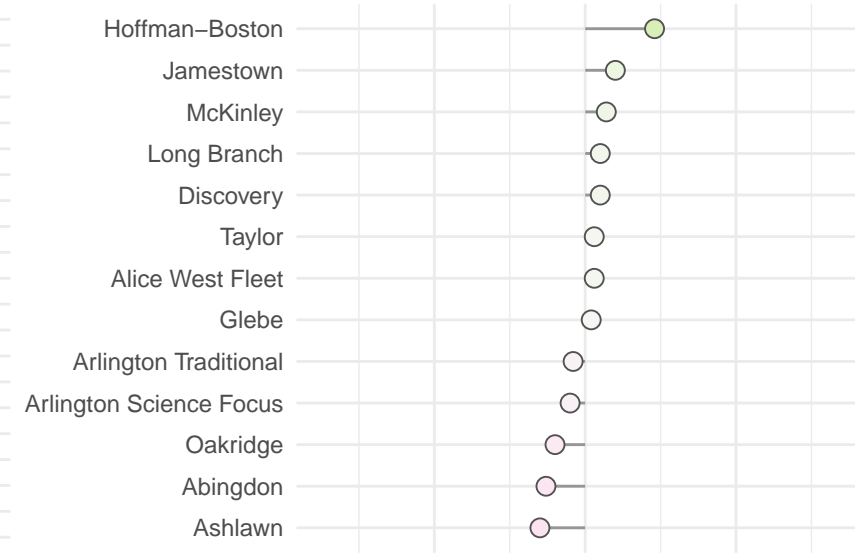 Hoffman−Boston
Jamestown
McKinley
Long Branch
Discovery
Taylor
Alice West Fleet
Glebe
Arlington Traditional
Arlington Science Focus
Oakridge
Abingdon
Ashlawn